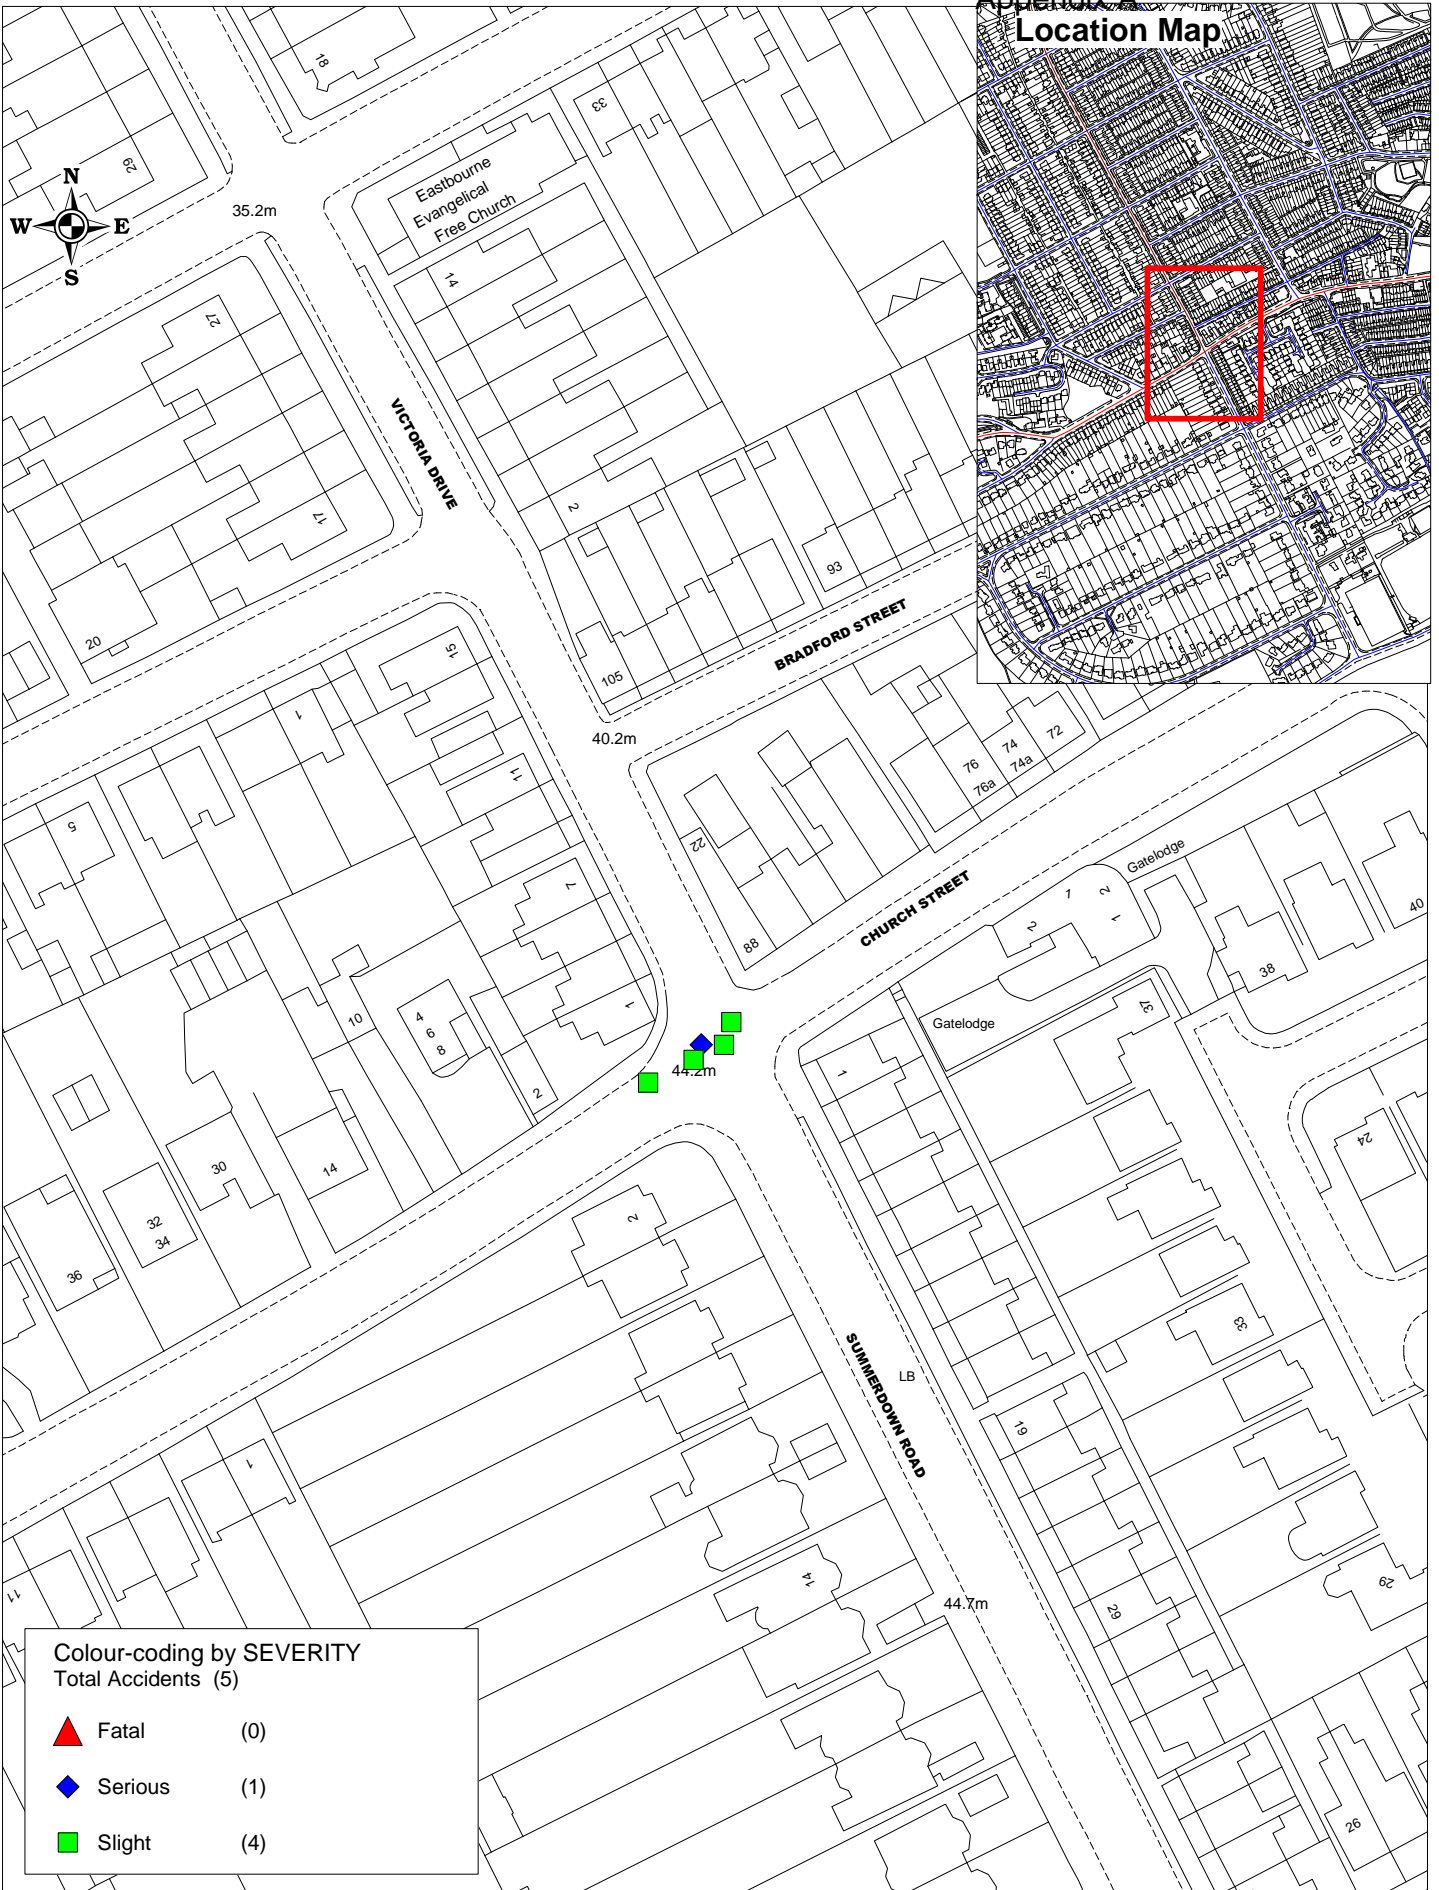 Appendix A
Location Map
18
33
29
N
W E
S
35.2m
Eastbourne
Evangelical
Free Church
14
27
VICTORIA DRIVE
17
2
93
20
BRADFORD STREET
15
105
1
40.2m
72
74
76
74a
76a
11
5
22
Gatelodge
7
1
2
40
2
1
CHURCH STREET
88
38
1
37
4
10
6
8
Gatelodge
44.2m
1
2
24
30
14
2
32
34
36
33
SUMMERDOWN ROAD
LB
19
1
14
29
11
44.7m
29
26
Colour-coding by SEVERITY
Total Accidents (5)
Fatal (0)
Serious (1)
Slight (4)